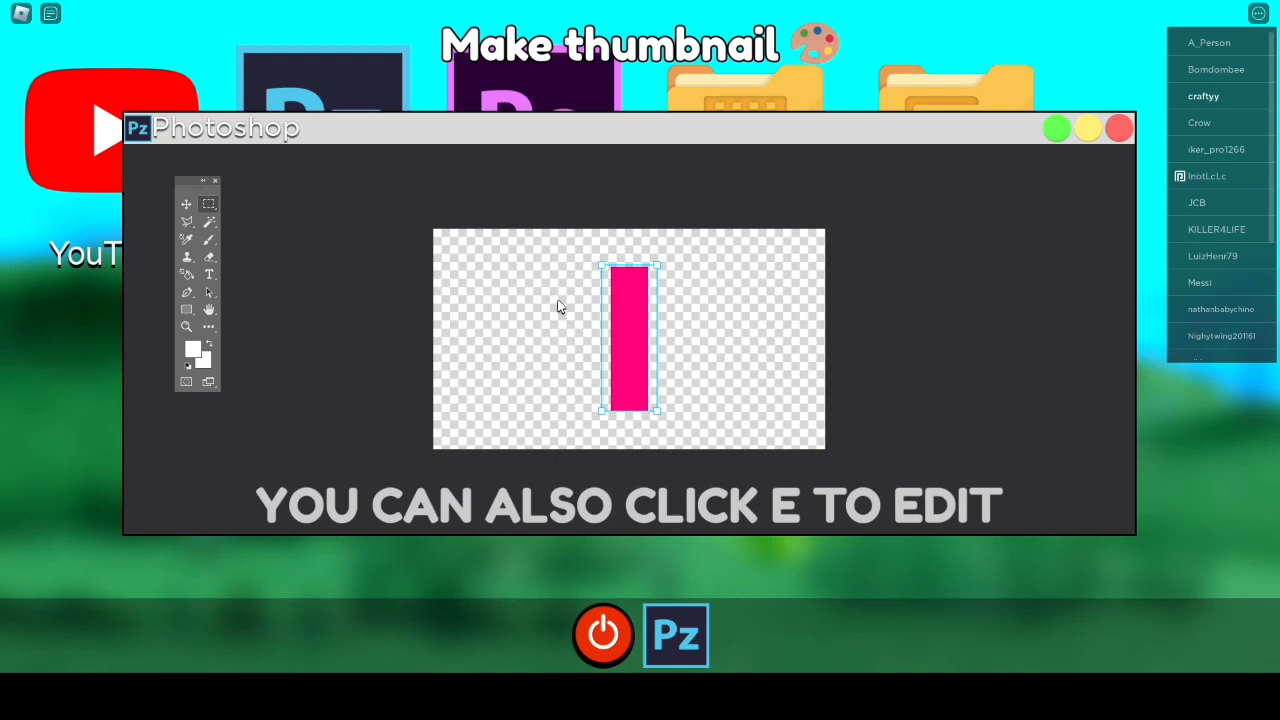 Make thumbnail
A_Person
Bomdombee
craftyy
Crow
iker_pro1266
InotLcLc
JCB
KILLER4LIFE
LuizHenr79
Messi
nathanbabychino
Nighytwing201161
Pz Photoshop
YouT
YOU CAN ALSO CLICK E TO EDIT
Pz